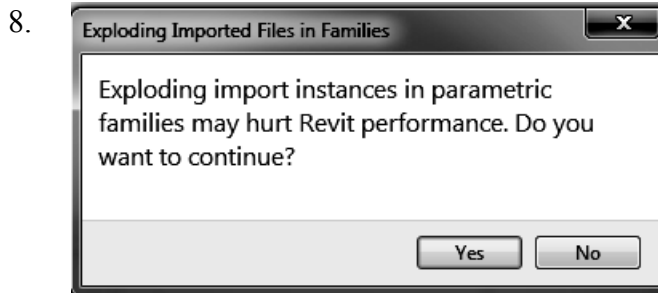 8.
Exploding Imported Files in Families
Exploding import instances in parametric
families may hurt Revit performance. Do you
want to continue?
Yes No